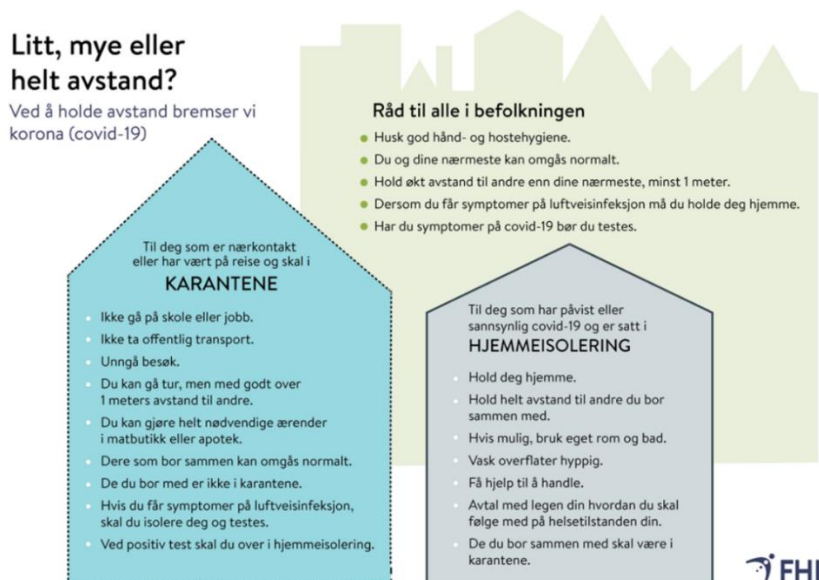 Litt, mye eller
helt avstand?
Ved å holde avstand bremser vi
korona (covid-19)
Råd til alle i befolkningen
Husk god hånd- og hostehygiene.
Du og dine nærmeste kan omgås normalt.
Hold økt avstand til andre enn dine nærmeste, minst 1 meter.
Dersom du får symptomer på luftveisinfeksjon må du holde deg hjemme.
Har du symptomer på covid-19 bør du testes.
Til deg som er nærkontakt
eller har vært på reise og skal i
KARANTENE
Ikke gå på skole eller jobb.
Ikke ta offentlig transport.
Unngå besøk.
Du kan gå tur, men med godt over
1 meters avstand til andre.
Du kan gjøre helt nødvendige ærender
i matbutikk eller apotek.
Dere som bor sammen kan omgås normalt.
De du bor med er ikke i karantene.
Hvis du får symptomer på luftveisinfeksjon,
skal du isolere deg og testes.
Ved positiv test skal du over i hjemmeisolering.
Til deg som har påvist eller
sannsynlig covid-19 og er satt i
HJEMMEISOLERING
Hold deg hjemme.
Hold helt avstand til andre du bor
sammen med.
Hvis mulig, bruk eget rom og bad.
Vask overflater hyppig.
Få hjelp til å handle.
Avtal med legen din hvordan du skal
følge med på helsetilstanden din.
De du bor sammen med skal være i
karantene.
FHI